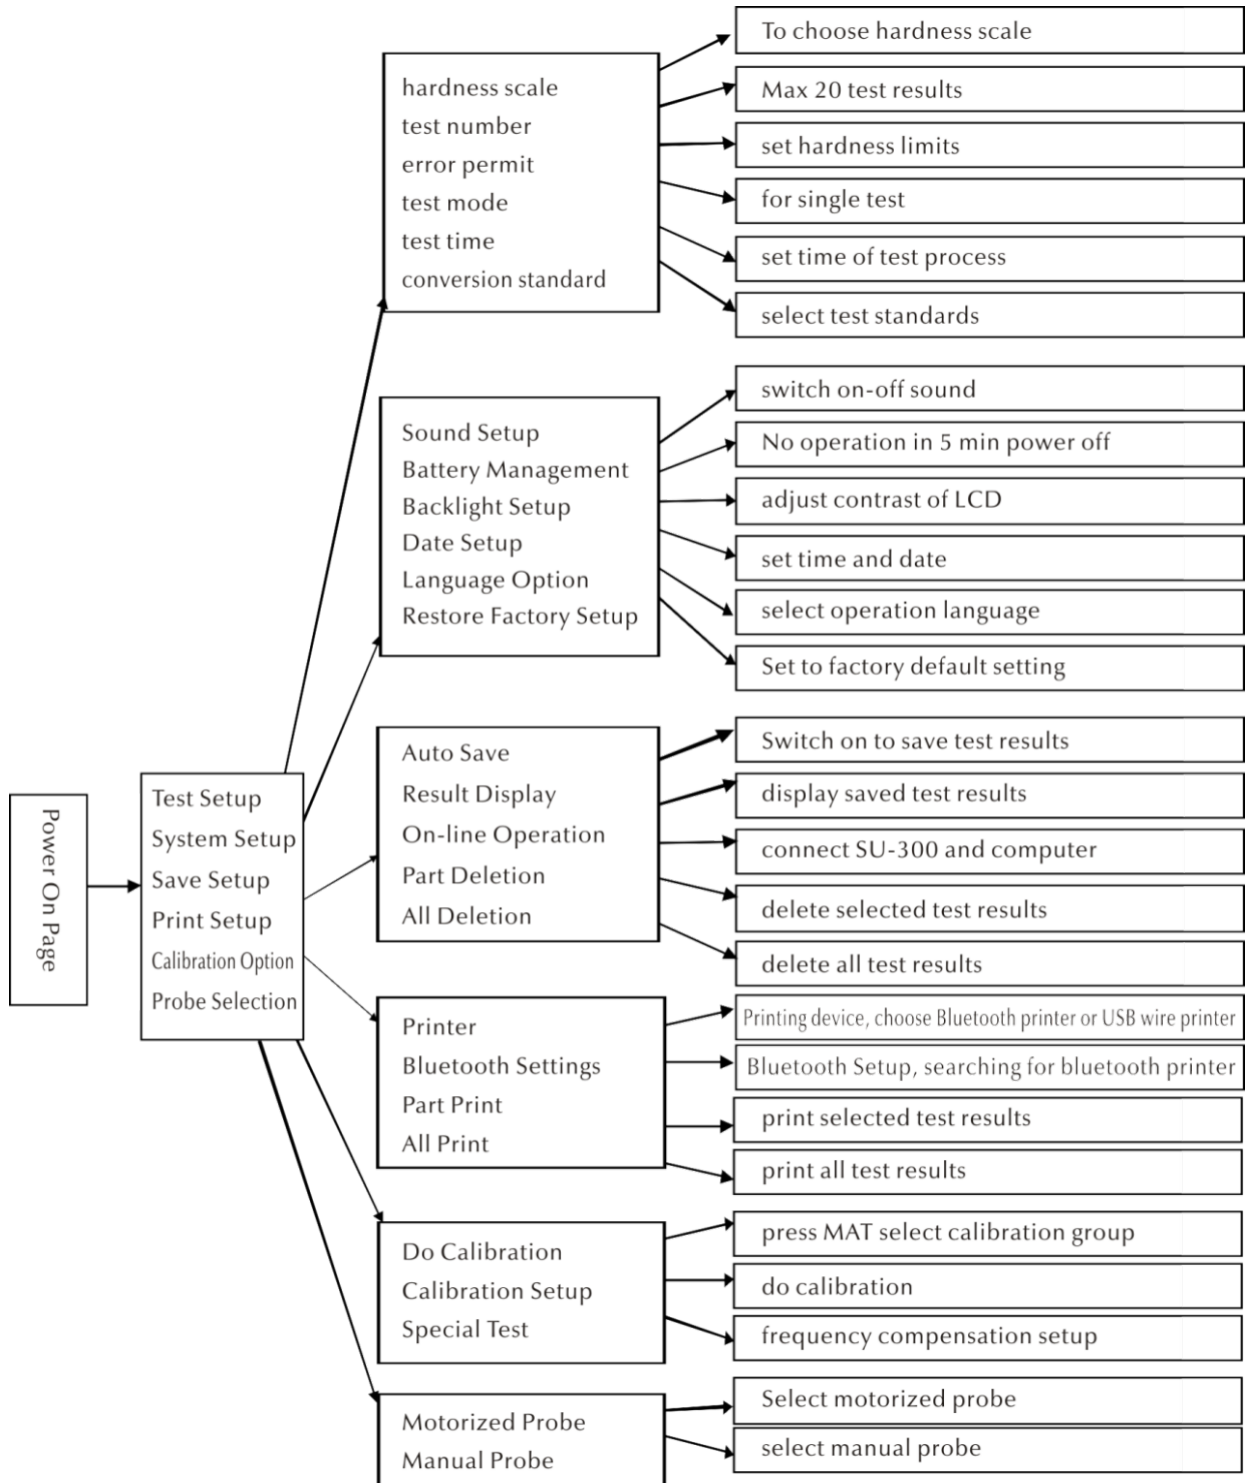 Power On Page
Test Setup
System Setup
Save Setup
Print Setup
Calibration Option
Probe Selection
hardness scale
test number
error permit
test mode
test time
conversion standard
To choose hardness scale
Max 20 test results
set hardness limits
for single test
set time of test process
select test standards
Sound Setup
Battery Management
Backlight Setup
Date Setup
Language Option
Restore Factory Setup
switch on-off sound
No operation in 5 min power off
adjust contrast of LCD
set time and date
select operation language
Set to factory default setting
Auto Save
Result Display
On-line Operation
Part Deletion
All Deletion
Switch on to save test results
display saved test results
connect SU-300 and computer
delete selected test results
delete all test results
Printer
Bluetooth Settings
Part Print
All Print
Printing device, choose Bluetooth printer or USB wire printer
Bluetooth Setup, searching for bluetooth printer
print selected test results
print all test results
Do Calibration
Calibration Setup
Special Test
press MAT select calibration group
do calibration
frequency compensation setup
Motorized Probe
Manual Probe
Select motorized probe
select manual probe